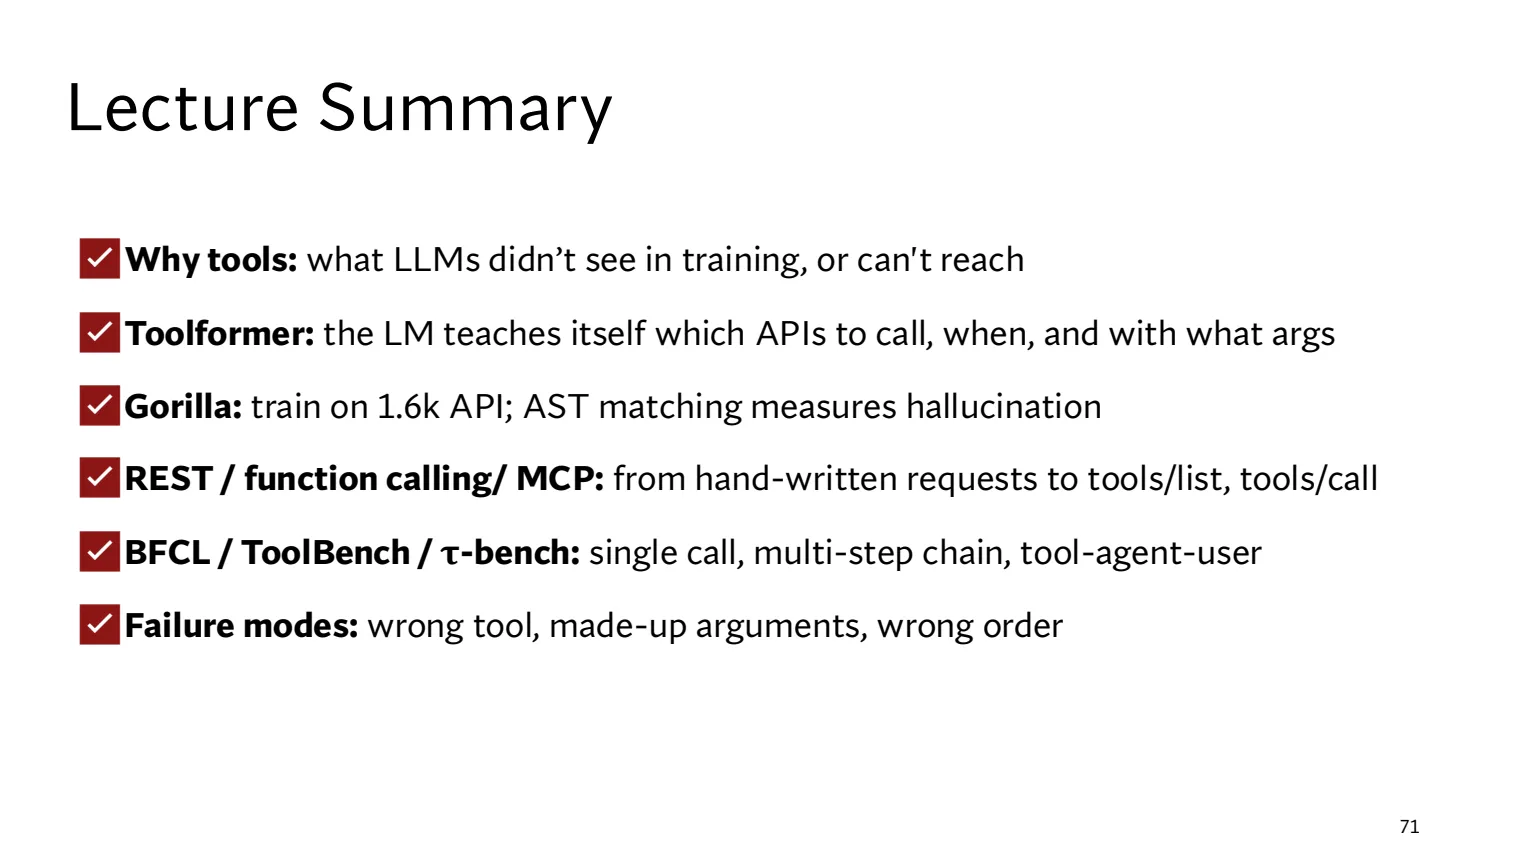 Lecture Summary
Why tools: what LLMs didn’t see in training, or can't reach
Toolformer: the LM teaches itself which APIs to call, when, and with what args
Gorilla: train on 1.6k API; AST matching measures hallucination
REST / function calling/ MCP: from hand-written requests to tools/list, tools/call
BFCL / ToolBench / τ-bench: single call, multi-step chain, tool-agent-user
Failure modes: wrong tool, made-up arguments, wrong order
71